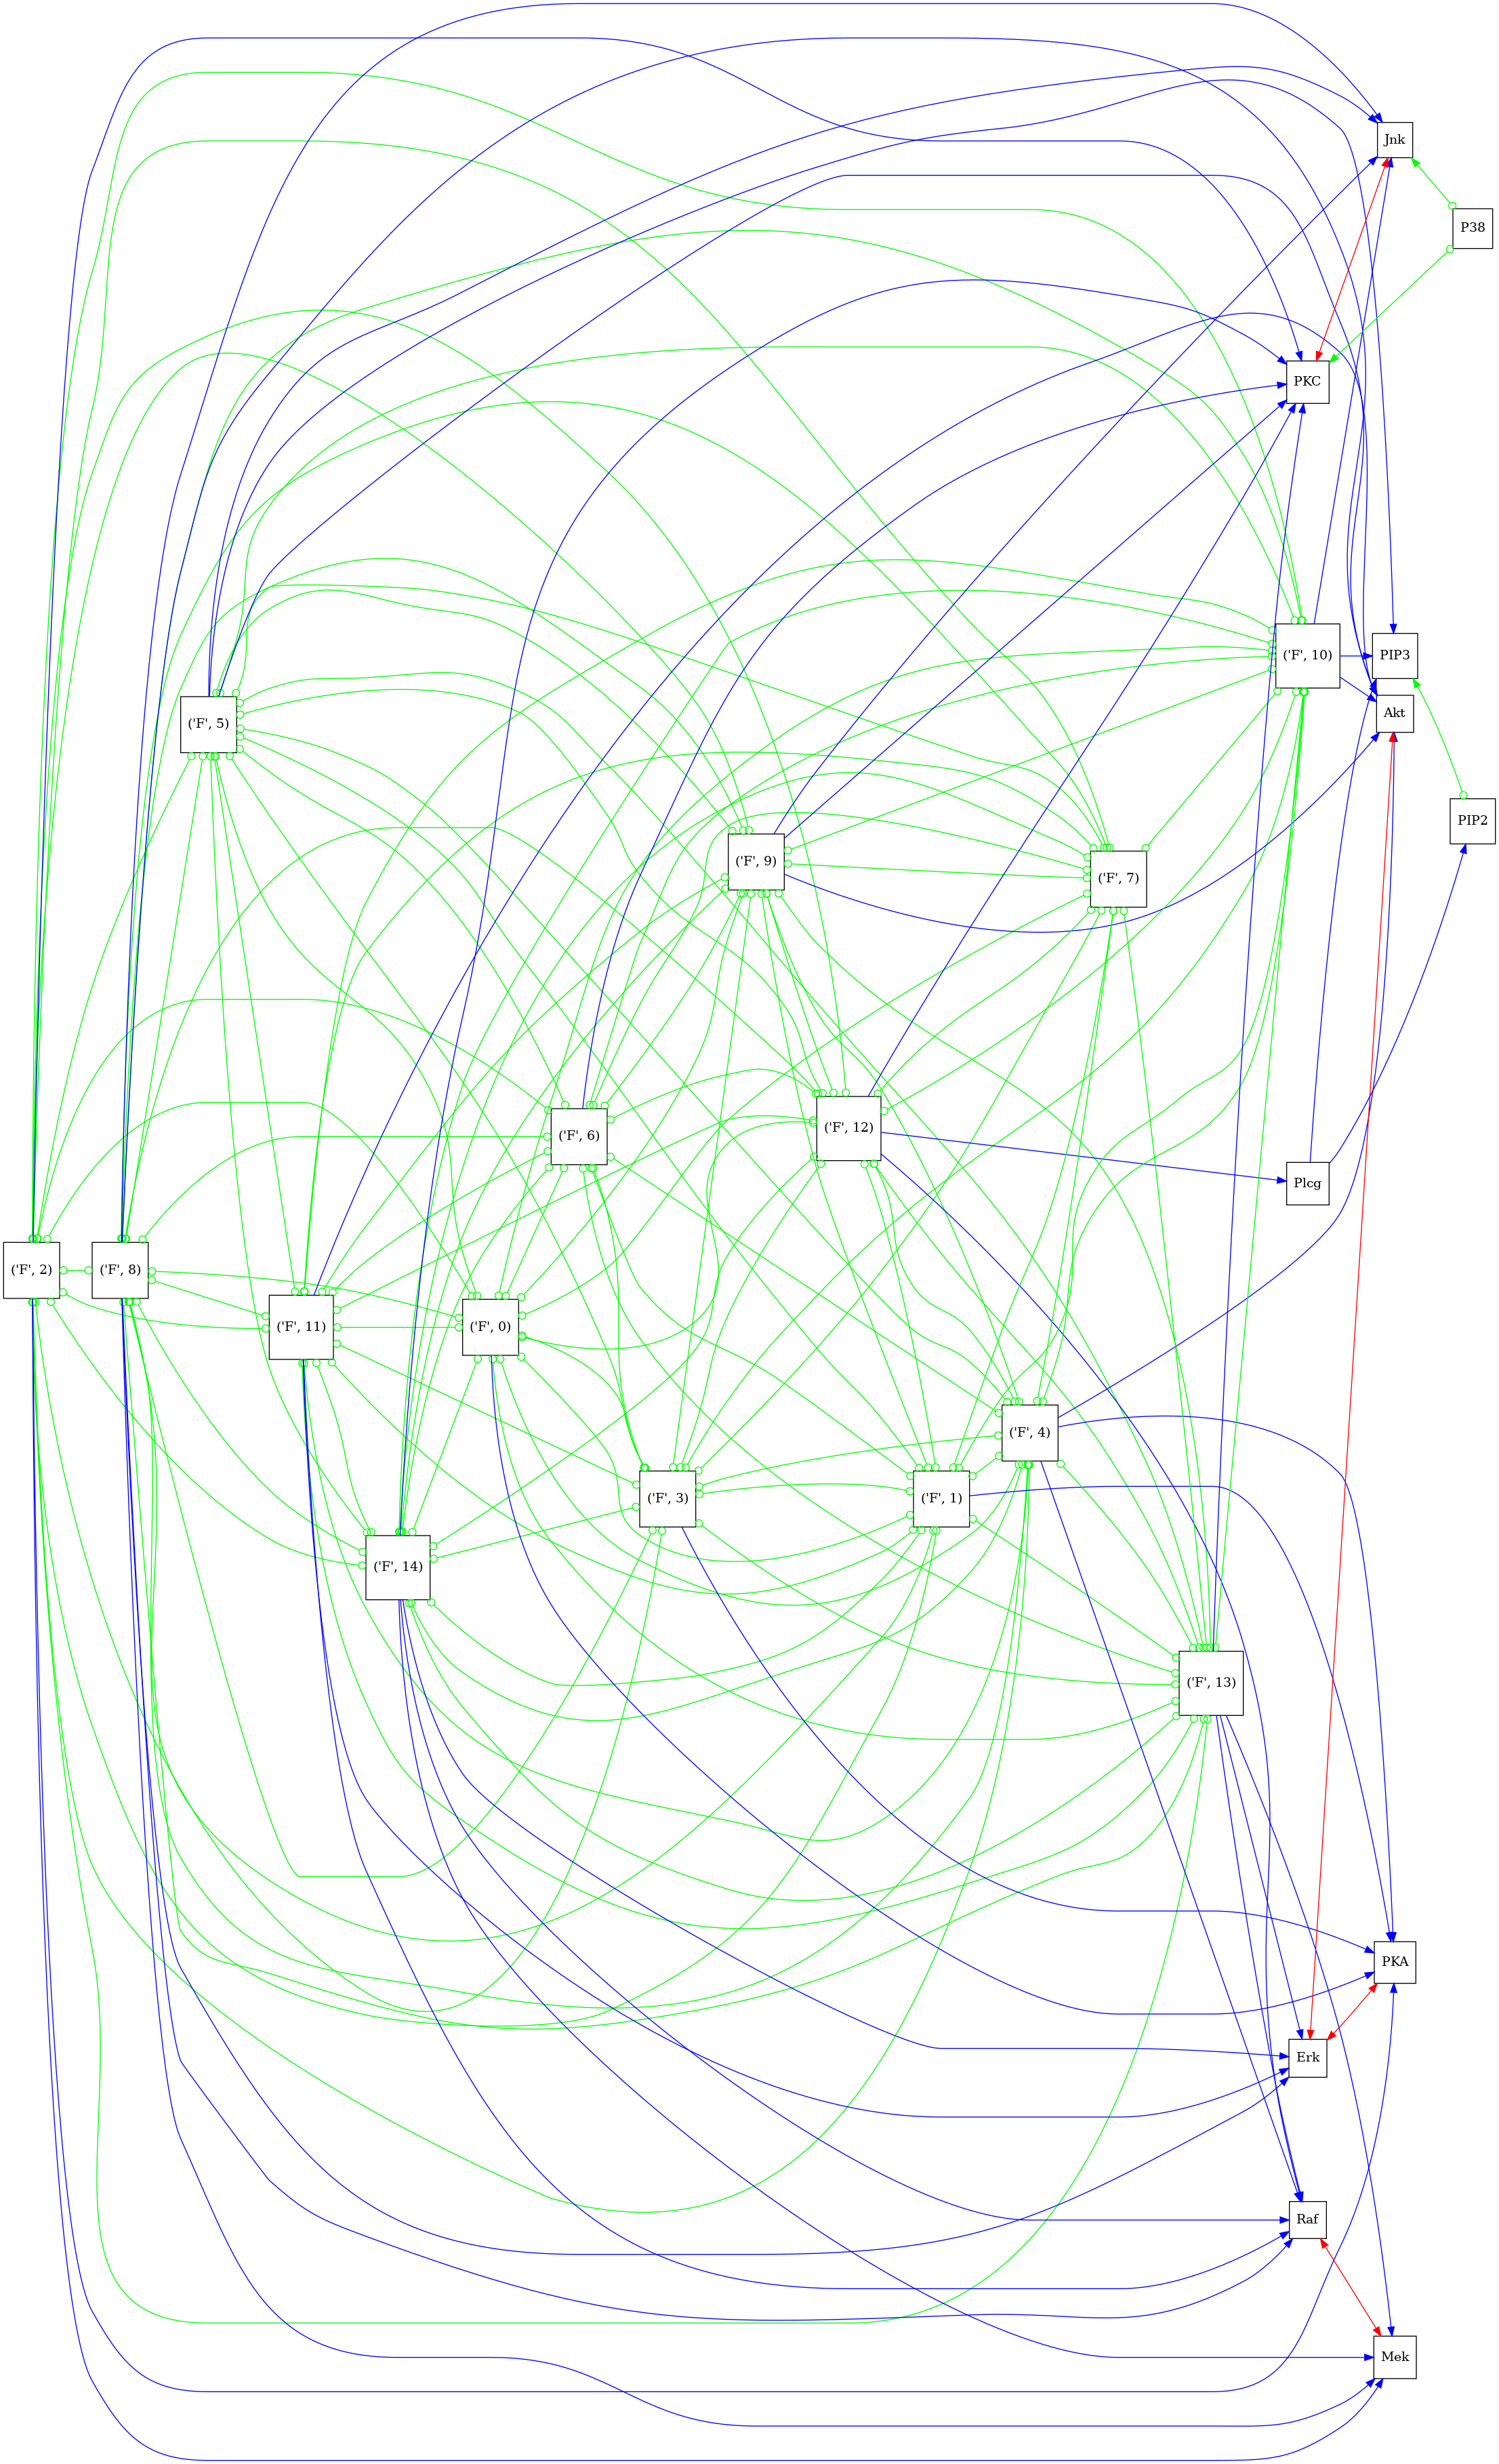 Jnk
P38
PKC
('F', 10)
PIP3
Akt
('F', 5)
PIP2
('F', 9)
('F', 7)
('F', 6)
('F', 12)
Plcg
('F', 2)
('F', 8)
('F', 11)
('F', 0)
('F', 4)
('F', 3)
('F', 1)
('F', 14)
('F', 13)
PKA
Erk
Raf
Mek